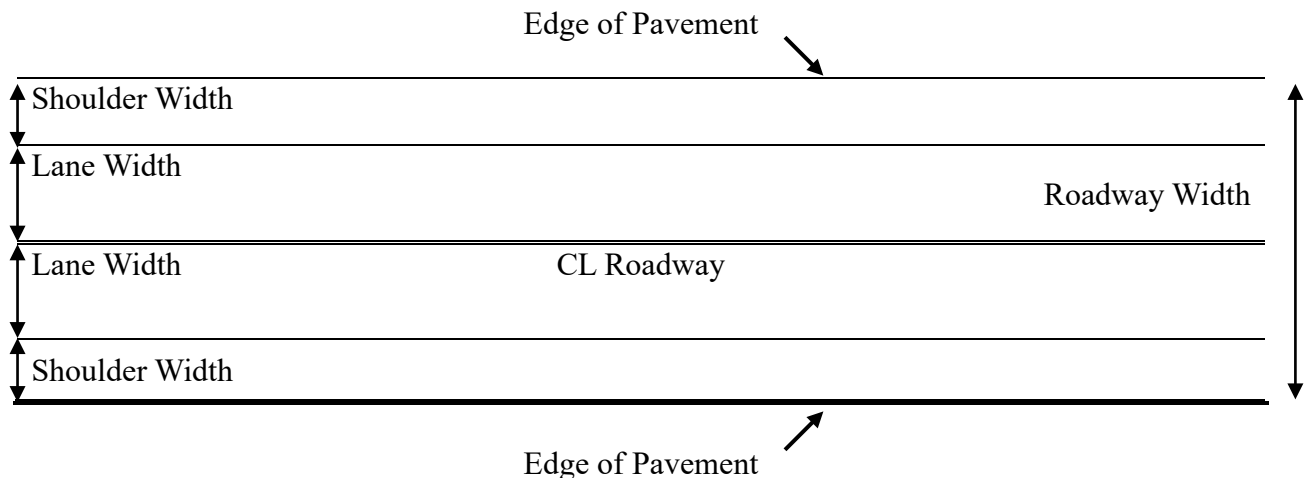 Edge of Pavement
Shoulder Width
Lane Width
Roadway Width
Lane Width
CL Roadway
Shoulder Width
Edge of Pavement